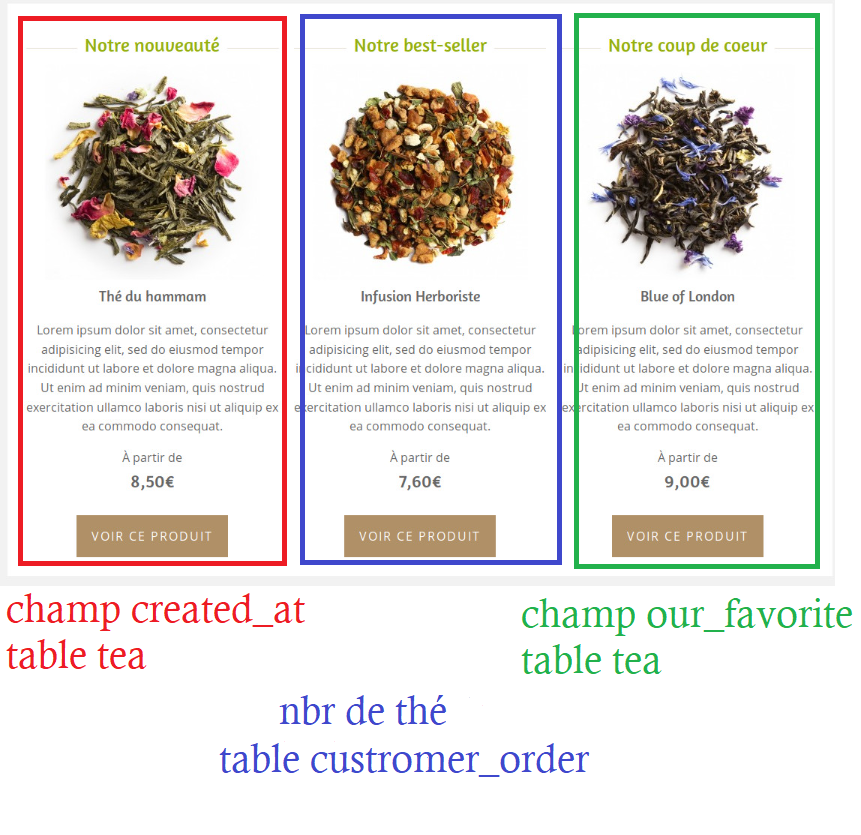 Notre nouveauté
Thé du hammam
Lorem ipsum dolor sit amet, consectetur
adipisicing elit, sed do eiusmod tempor
incididunt ut labore et dolore magna aliqua.
Ut enim ad minim veniam, quis nostrud
exercitation ullamco laboris nisi ut aliquip ex
ea commodo consequat.
À partir de
8,50€
VOIR CE PRODUIT
Notre best-seller
Infusion Herboriste
Lorem ipsum dolor sit amet, consectetur
adipisicing elit, sed do eiusmod tempor
incididunt ut labore et dolore magna aliqua.
Ut enim ad minim veniam, quis nostrud
exercitation ullamco laboris nisi ut aliquip ex
ea commodo consequat.
À partir de
7,60€
VOIR CE PRODUIT
Notre coup de coeur
Blue of London
Lorem ipsum dolor sit amet, consectetur
adipisicing elit, sed do eiusmod tempor
incididunt ut labore et dolore magna aliqua.
Ut enim ad minim veniam, quis nostrud
exercitation ullamco laboris nisi ut aliquip ex
ea commodo consequat.
À partir de
9,00€
VOIR CE PRODUIT
champ created_at
table tea
champ our_favorite
table tea
nbr de thé
table custromer_order